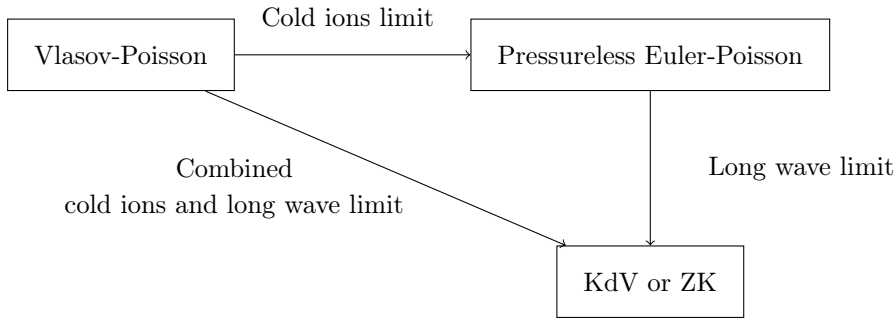 Cold ions limit
Vlasov-Poisson
Pressureless Euler-Poisson
Combined
cold ions and long wave limit
Long wave limit
KdV or ZK